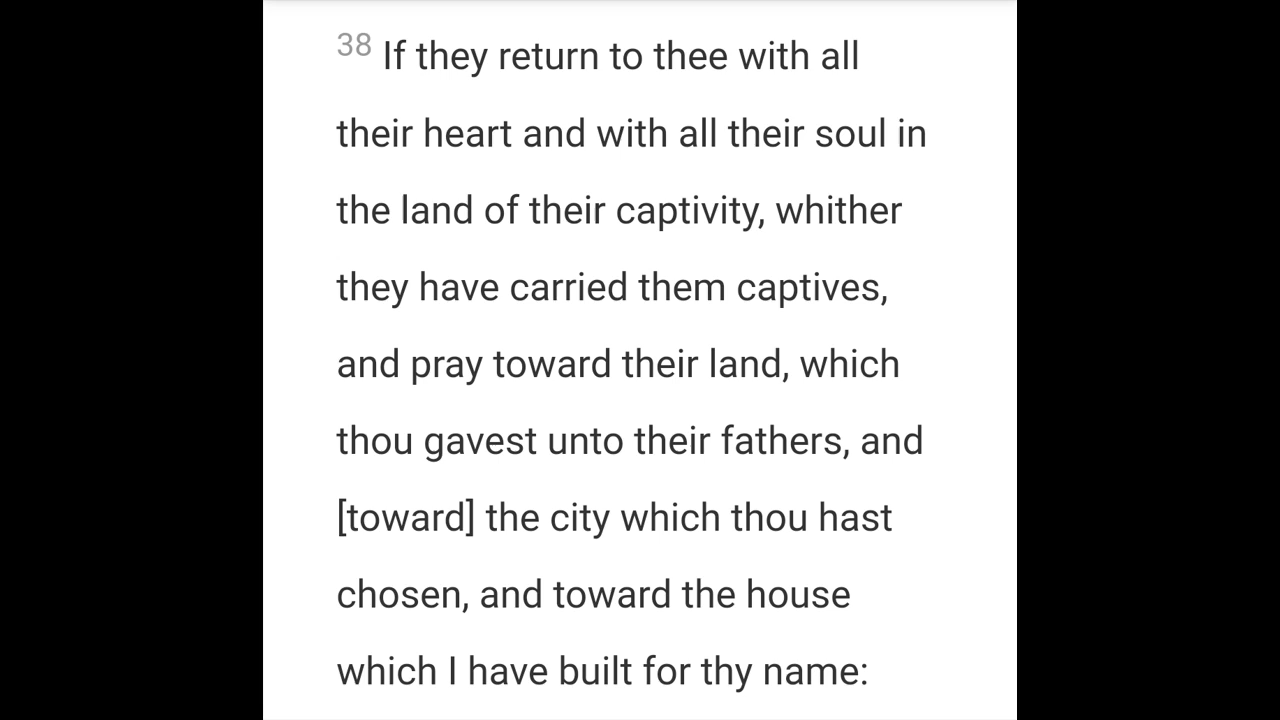 38 If they return to thee with all
their heart and with all their soul in
the land of their captivity, whither
they have carried them captives,
and pray toward their land, which
thou gavest unto their fathers, and
[toward] the city which thou hast
chosen, and toward the house
which I have built for thy name: